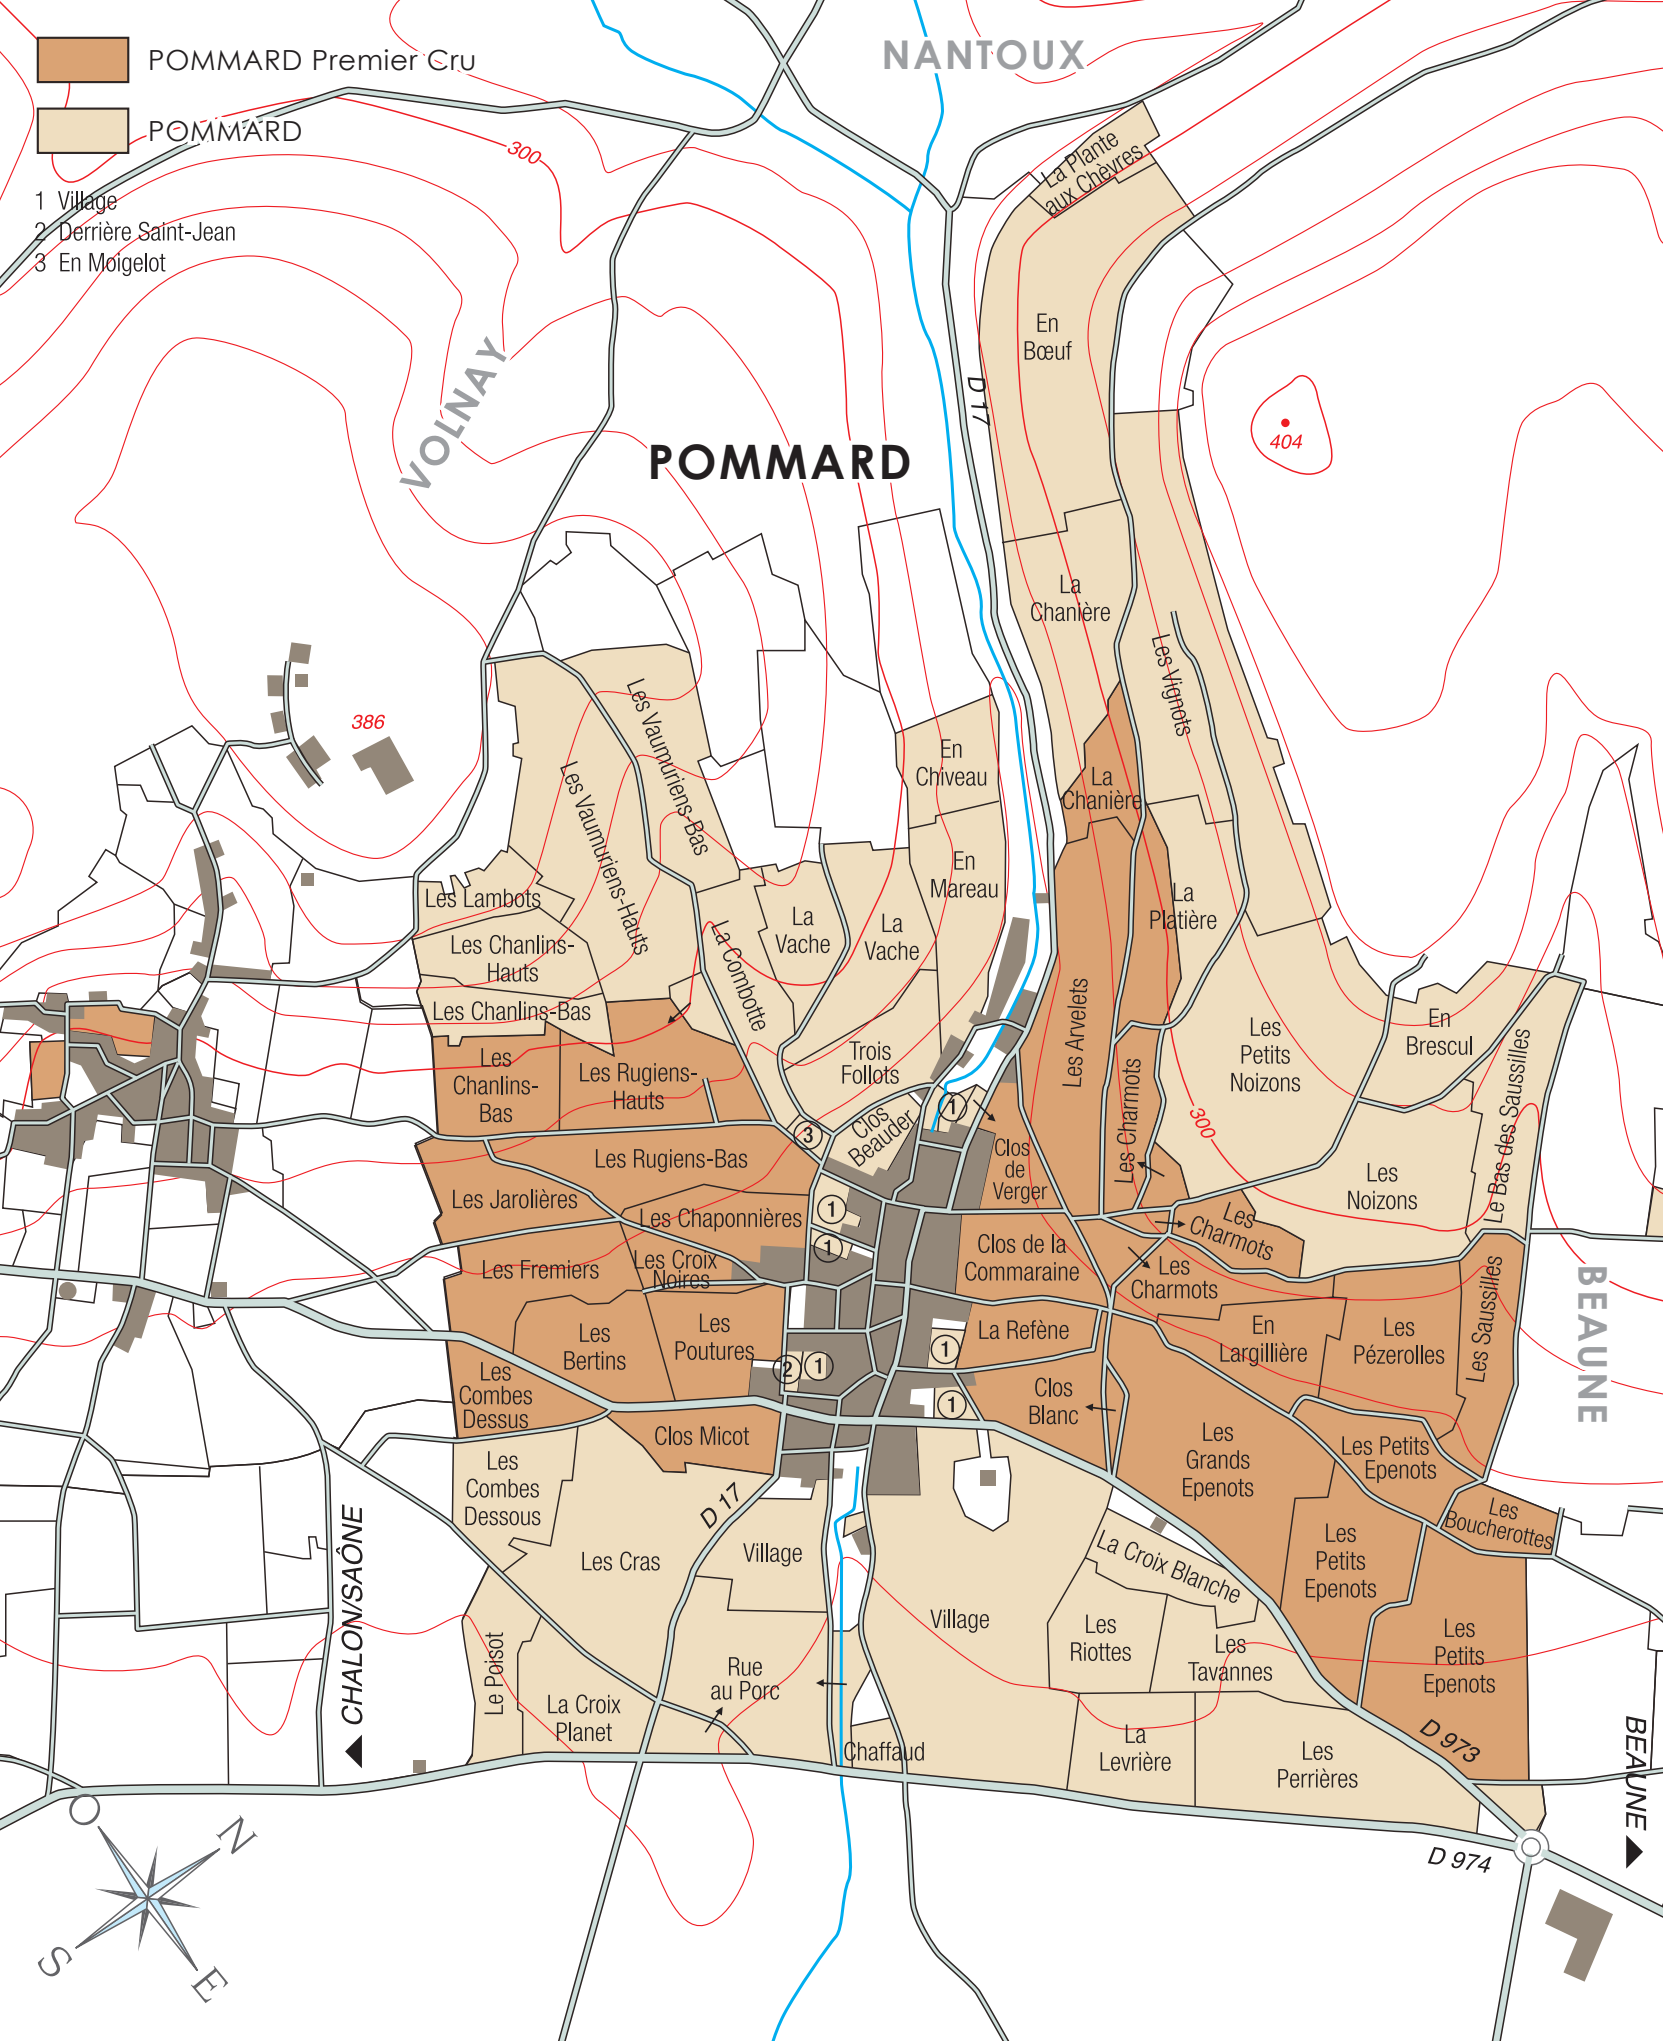 NANTOUX
POMMARD Premier Cru
POMMARD
1 Village
2 Derrière Saint-Jean
3 En Moigelot
300
La Plante
aux Chèvres
En
Bœuf
VOLNAY
D 17
404
POMMARD
La
Chanière
Les Vignots
386
Les Vaumuriens-Bas
Les Vaumuriens-Hauts
En
Chiveau
La
Chanière
En
Mareau
Les Lambots
La
Platière
Les Chanlins-
Hauts
La
Vache
La
Vache
La Combotte
Les Chanlins-Bas
Les Arvelets
Les
Petits
Noizons
En
Brescul
Le Bas des Saussilles
Les
Chanlins-
Bas
Les Rugiens-
Hauts
Trois
Follots
Clos
Beauder
1
3
Les Charmots
300
Clos
de
Verger
Les Rugiens-Bas
Les
Noizons
Les Jarolières
Les Chaponnières
1
1
Les
Charmots
Les Fremiers
Les Croix
Noires
Clos de la
Commaraine
Les
Charmots
Les Saussilles
BEAUNE
Les
Bertins
Les
Poutures
La Refène
1
En
Largillière
Les
Pézerolles
2
1
Les
Combes
Dessus
Clos
Blanc
1
Clos Micot
Les
Grands
Epenots
Les Petits
Epenots
Les
Combes
Dessous
D 17
Les
Boucherottes
Les Cras
Village
La Croix Blanche
Les
Petits
Epenots
CHALON/SAÔNE
Village
Les
Riottes
Les
Tavannes
Les
Petits
Epenots
Le Poisot
Rue
au Porc
La Croix
Planet
Chaffaud
La
Levrière
Les
Perrières
D 973
BEAUNE
D 974
O
N
S
E